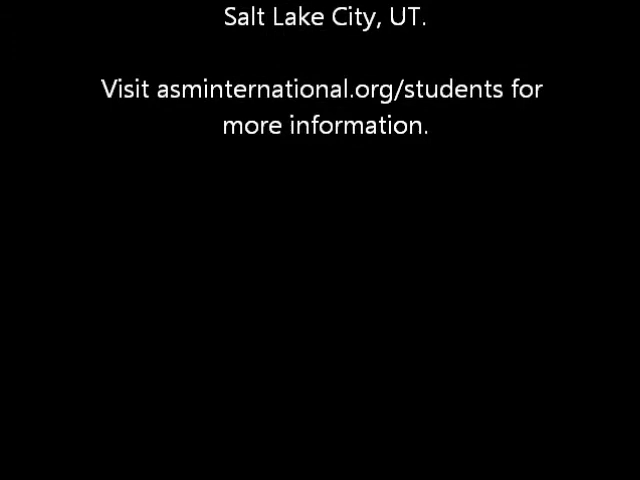 Salt Lake City, UT.
Visit asminternational.org/students for
more information.